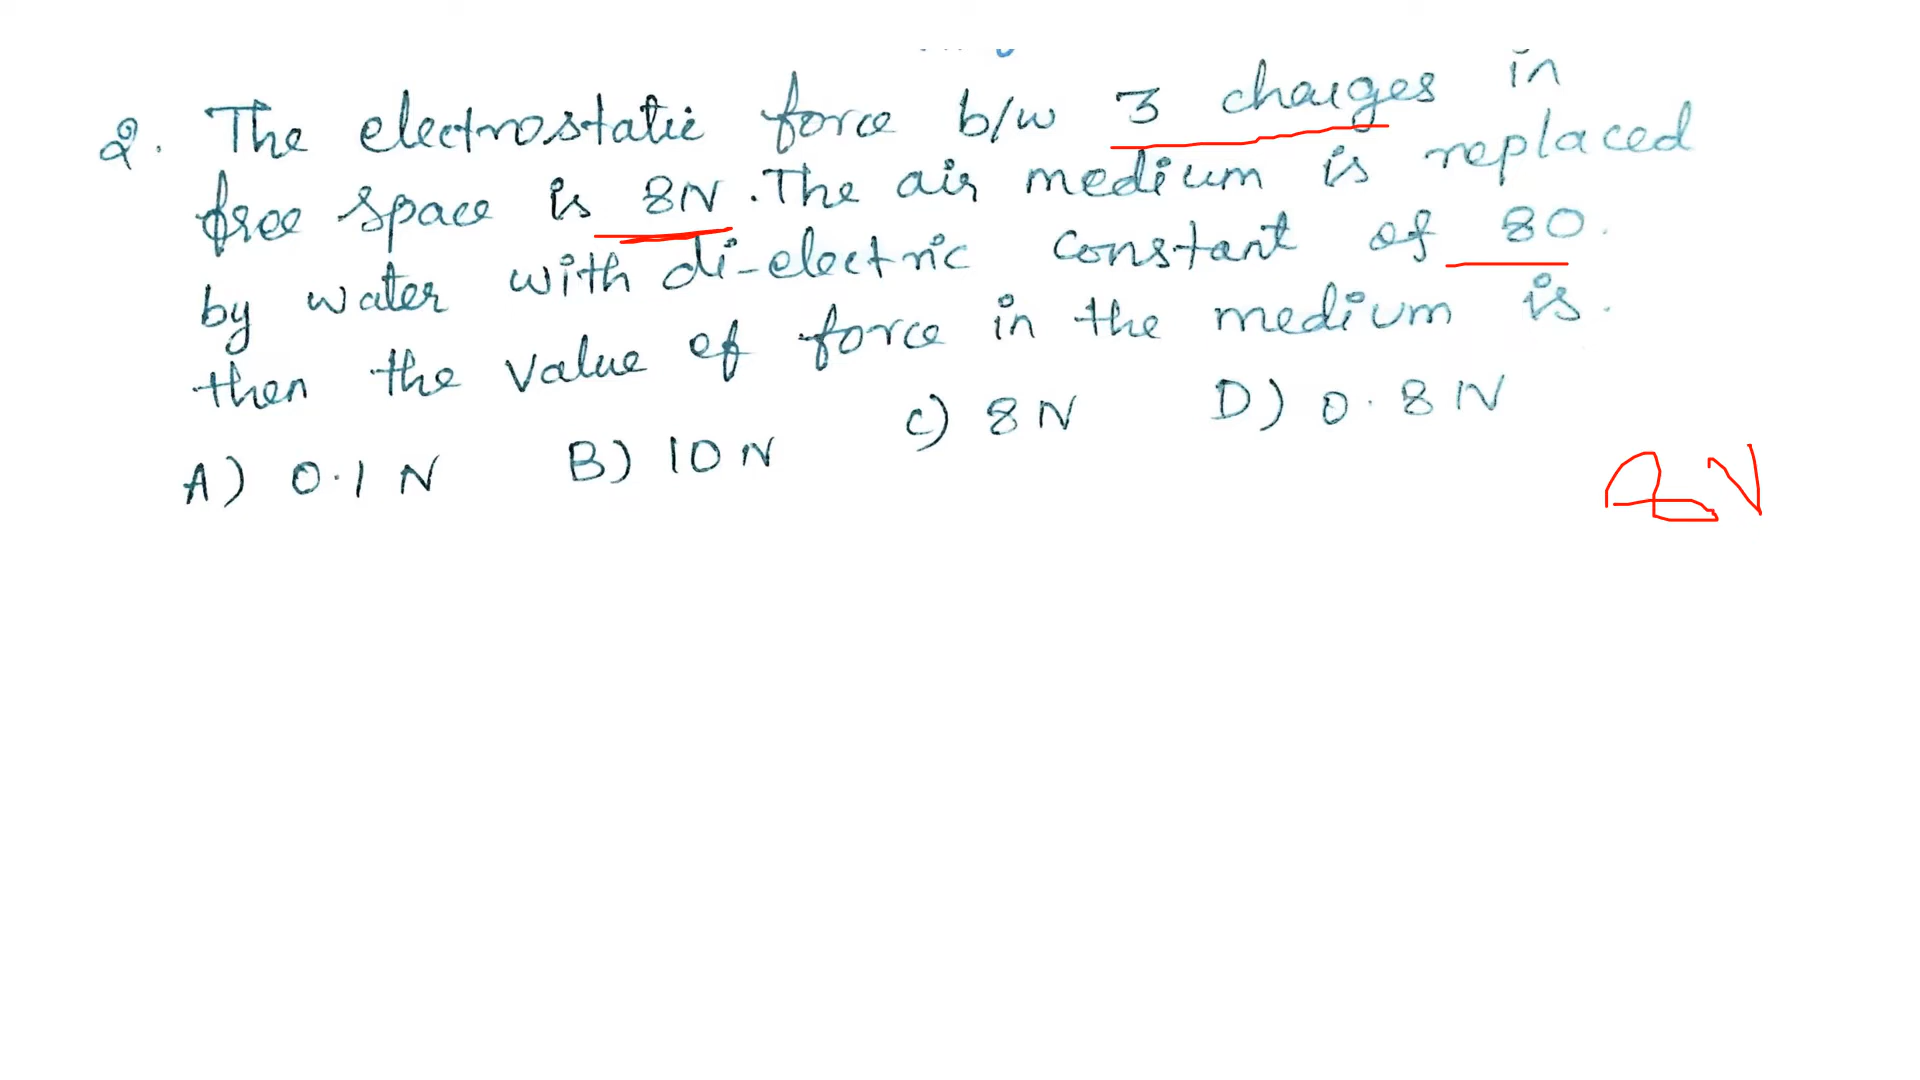 2. The electrostatic force b/w 3 charges in
free space is 8N. The air medium is replaced
by water with di-electric constant of 80.
then the value of force in the medium is.
A) 0.1 N B) 10 N C) 8 N D) 0.8 N